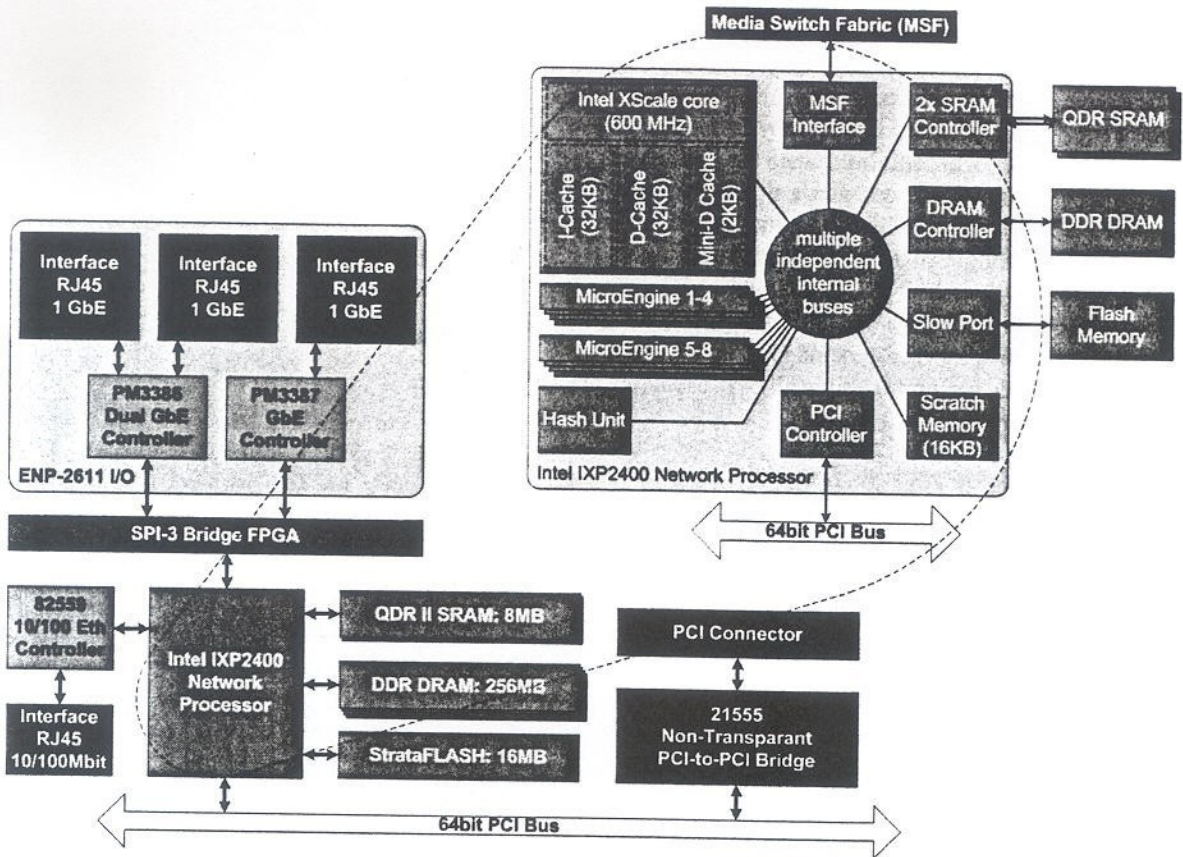 Media Switch Fabric (MSF)
Intel XScale core
(600 MHz)
I-Cache
(32KB)
D-Cache
(32KB)
Mini-D Cache
(2KB)
MSF
Interface
2x SRAM
Controller
QDR SRAM
DRAM
Controller
DDR DRAM
multiple
independent
internal
buses
MicroEngine 1-4
MicroEngine 5-8
Slow Port
Flash
Memory
Hash Unit
PCI
Controller
Scratch
Memory
(16KB)
Intel IXP2400 Network Processor
64bit PCI Bus
Interface
RJ45
1 GbE
Interface
RJ45
1 GbE
Interface
RJ45
1 GbE
PM3386
Dual GbE
Controller
PM3387
GbE
Controller
ENP-2611 I/O
SPI-3 Bridge FPGA
82559
10/100 Eth
Controller
Interface
RJ45
10/100Mbit
Intel IXP2400
Network
Processor
QDR II SRAM: 8MB
DDR DRAM: 256MB
StrataFLASH: 16MB
PCI Connector
21555
Non-Transparant
PCI-to-PCI Bridge
64bit PCI Bus